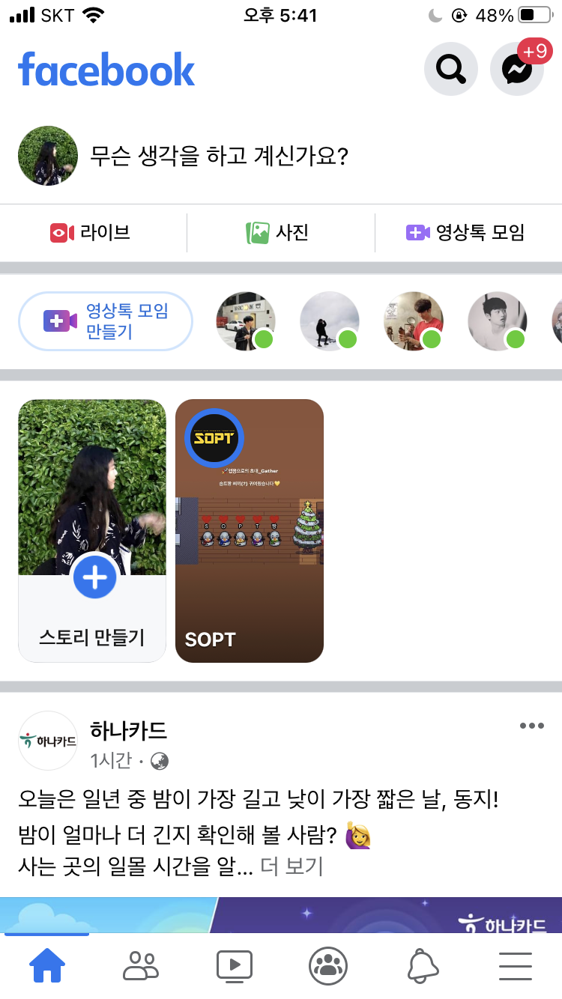 SKT
오후 5:41
48%
facebook
+9
무슨 생각을 하고 계신가요?
라이브
사진
영상톡 모임
영상톡 모임
만들기
SOPT
S O P T 짱
스토리 만들기
SOPT
하나카드
하나카드
1시간 ·
오늘은 일년 중 밤이 가장 길고 낮이 가장 짧은 날, 동지!
밤이 얼마나 더 긴지 확인해 볼 사람? 🙋‍♀️
사는 곳의 일몰 시간을 알... 더 보기
하나카드